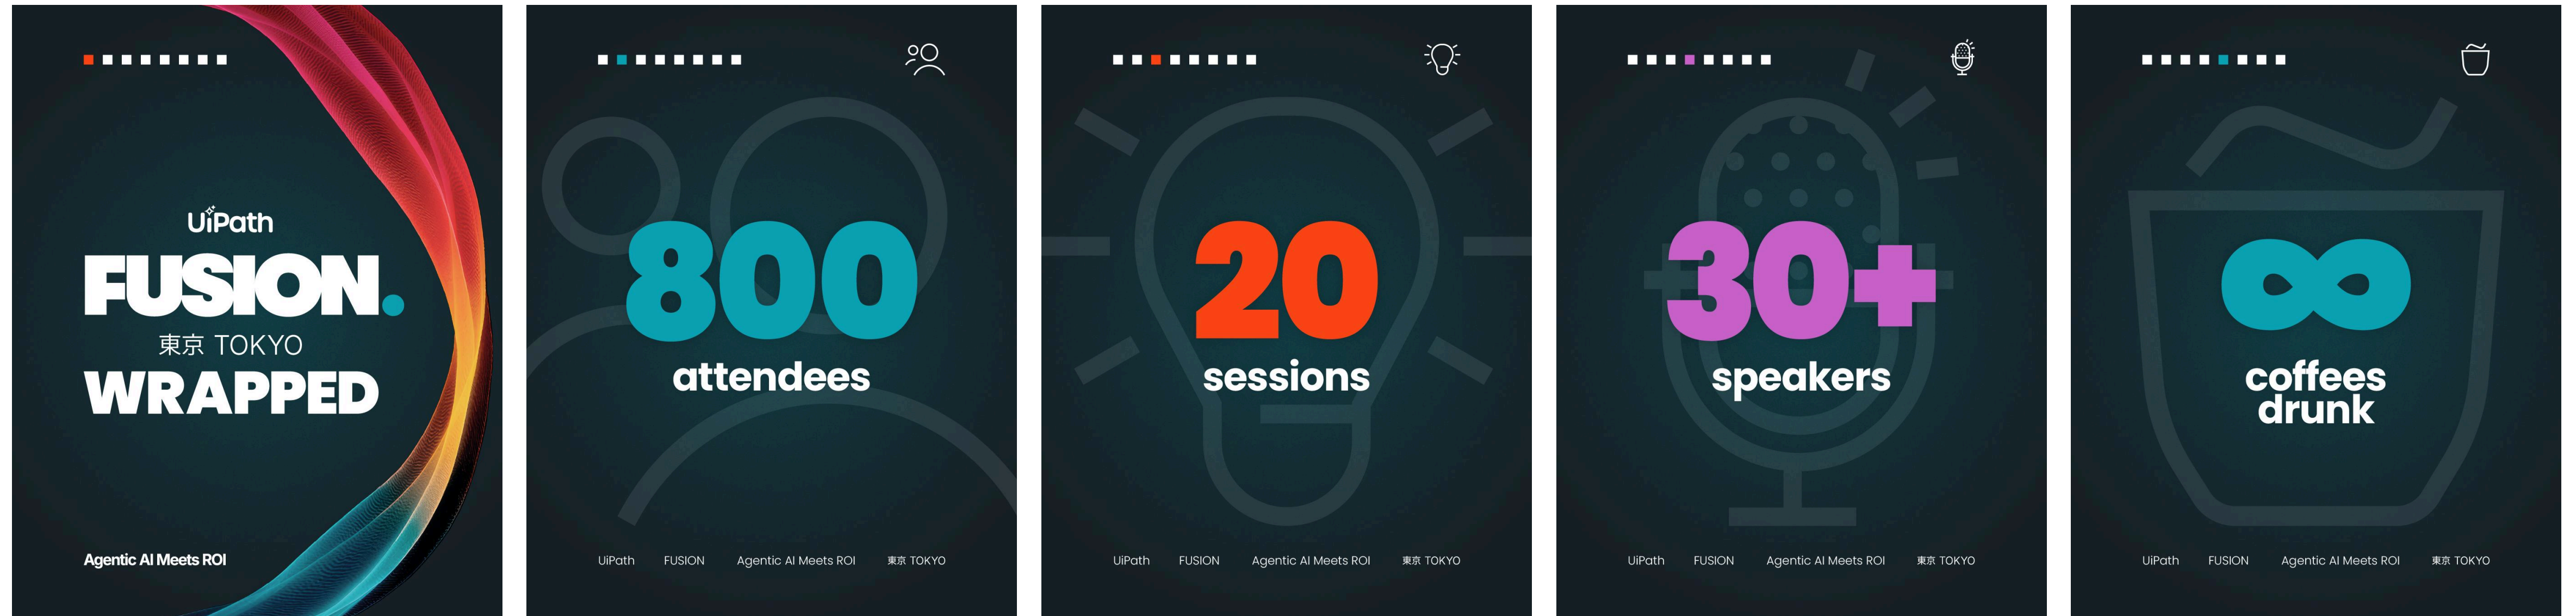 UiPath
FUSION.
東京 TOKYO
WRAPPED
Agentic AI Meets ROI
800
attendees
UiPath FUSION Agentic AI Meets ROI 東京 TOKYO
20
sessions
UiPath FUSION Agentic AI Meets ROI 東京 TOKYO
30+
speakers
UiPath FUSION Agentic AI Meets ROI 東京 TOKYO
∞
coffees
drunk
UiPath FUSION Agentic AI Meets ROI 東京 TOKYO